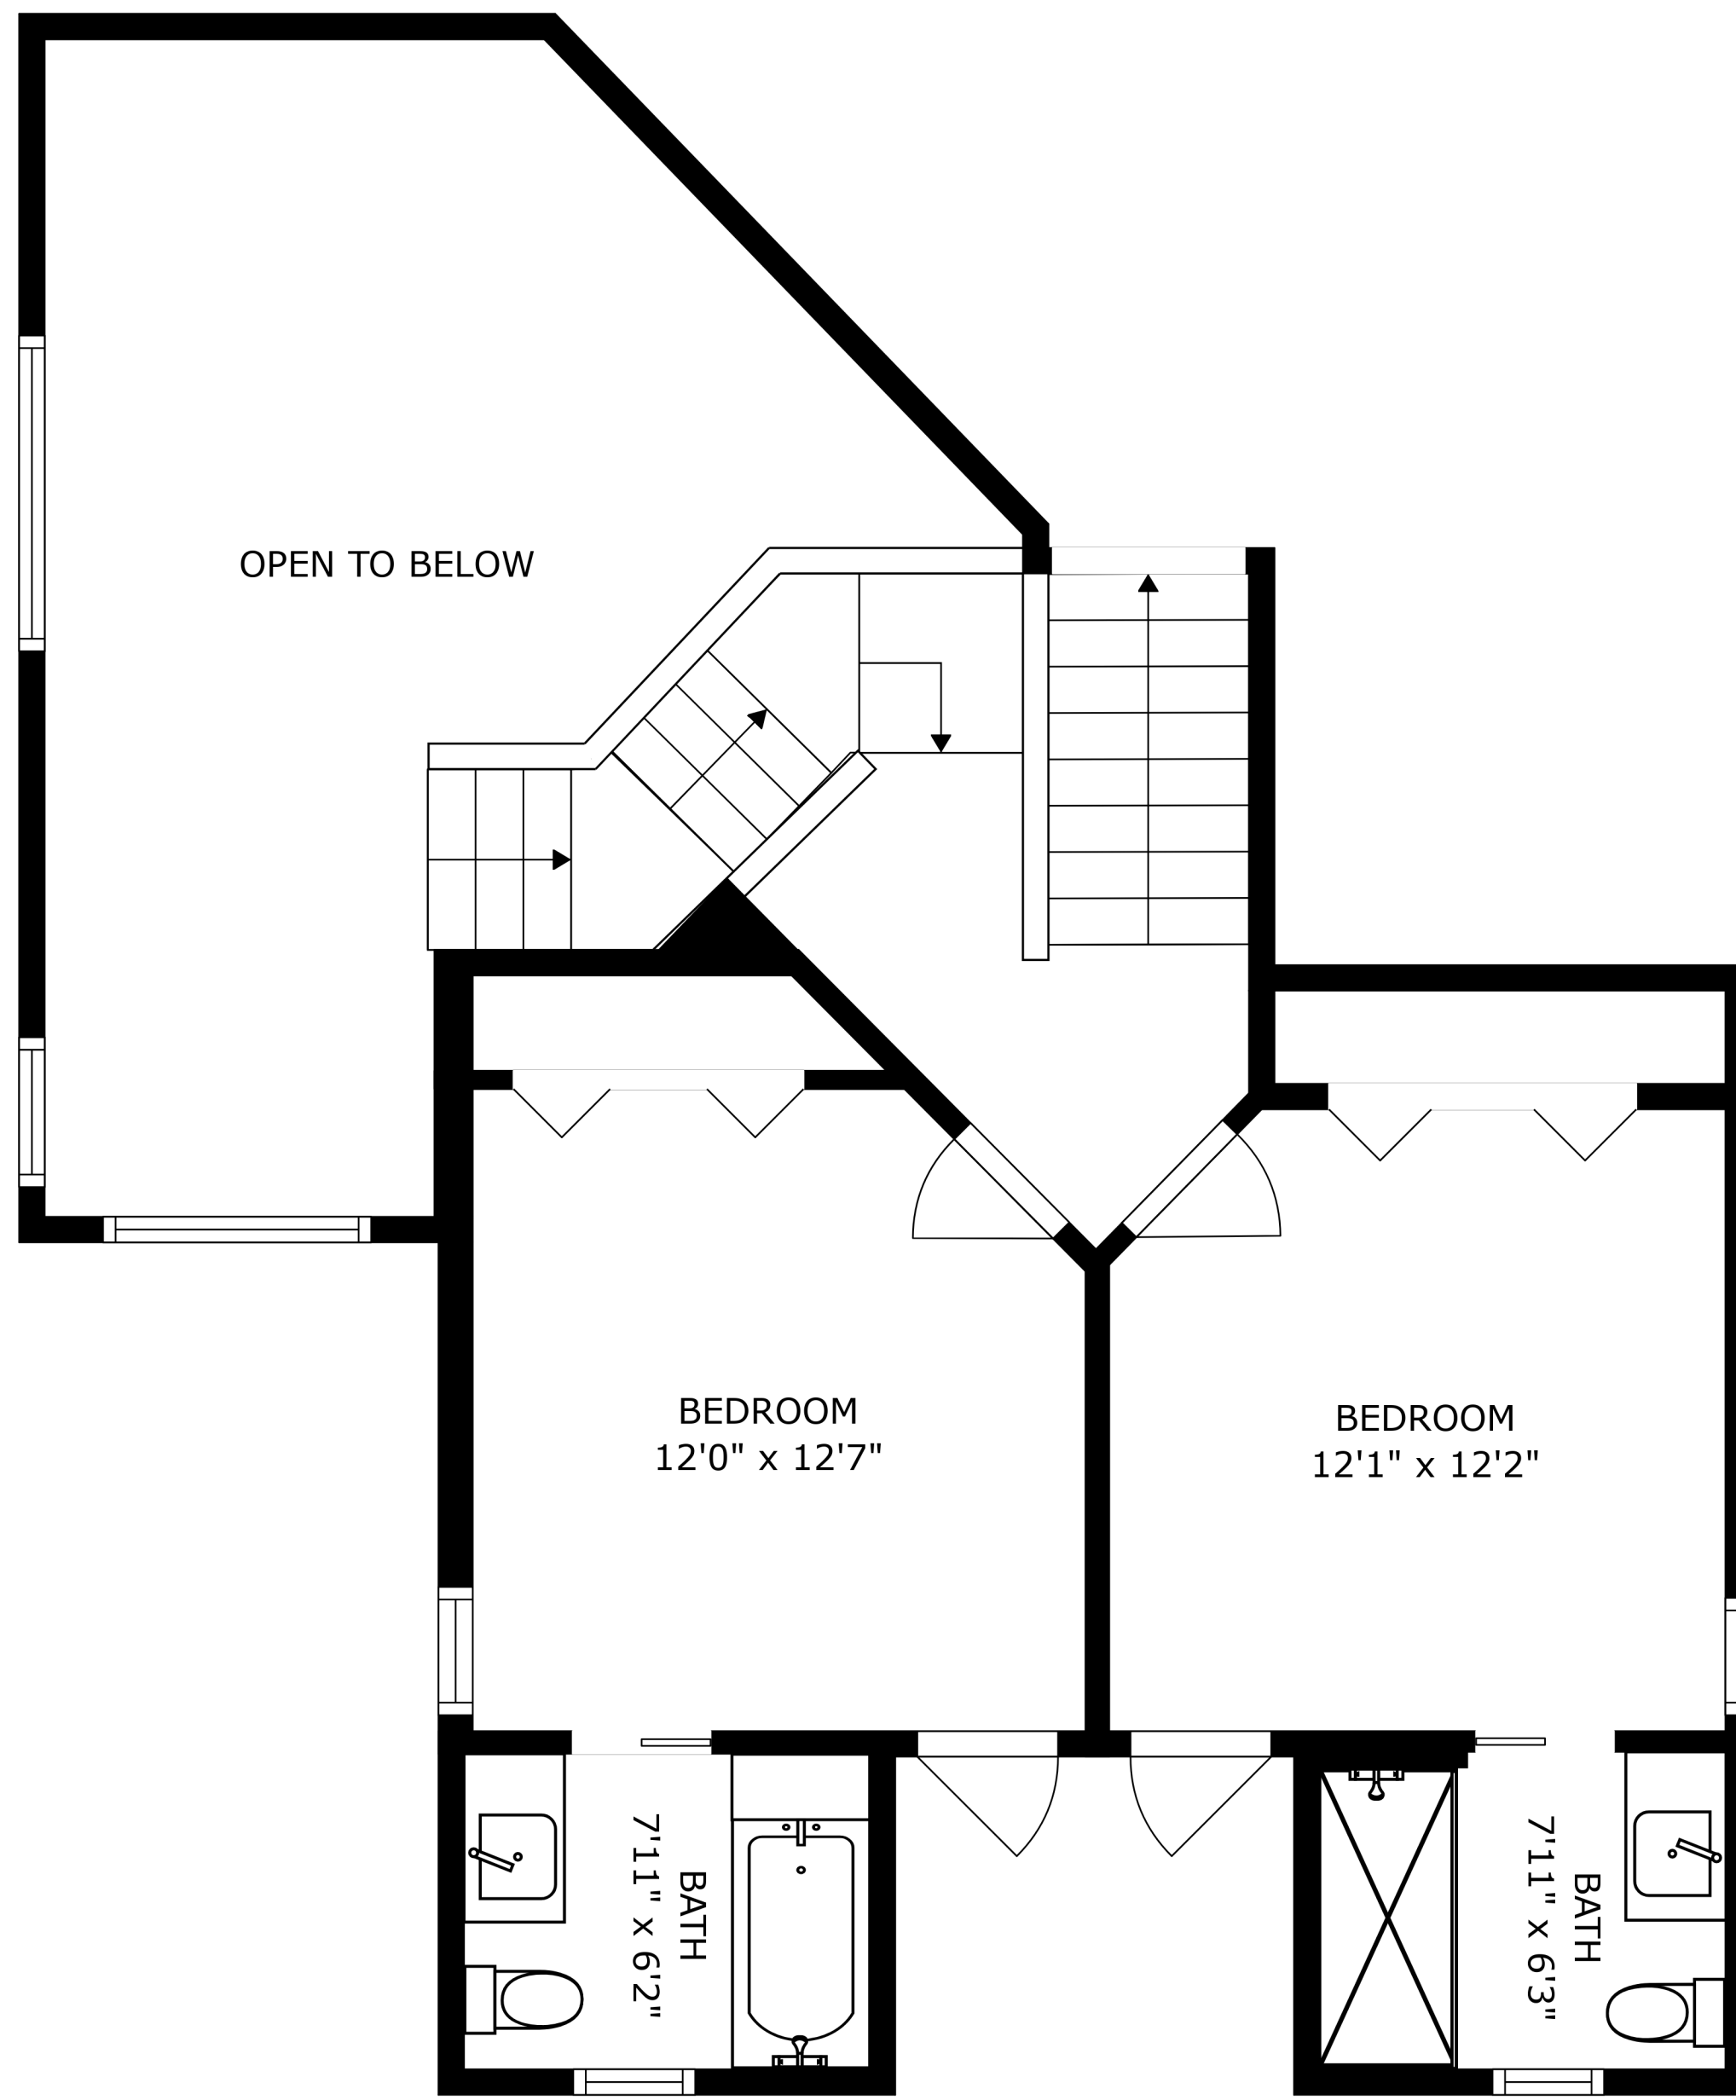 OPEN TO BELOW
BEDROOM
12'0" x 12'7"
BEDROOM
12'1" x 12'2"
BATH
7'11" x 6'2"
BATH
7'11" x 6'3"